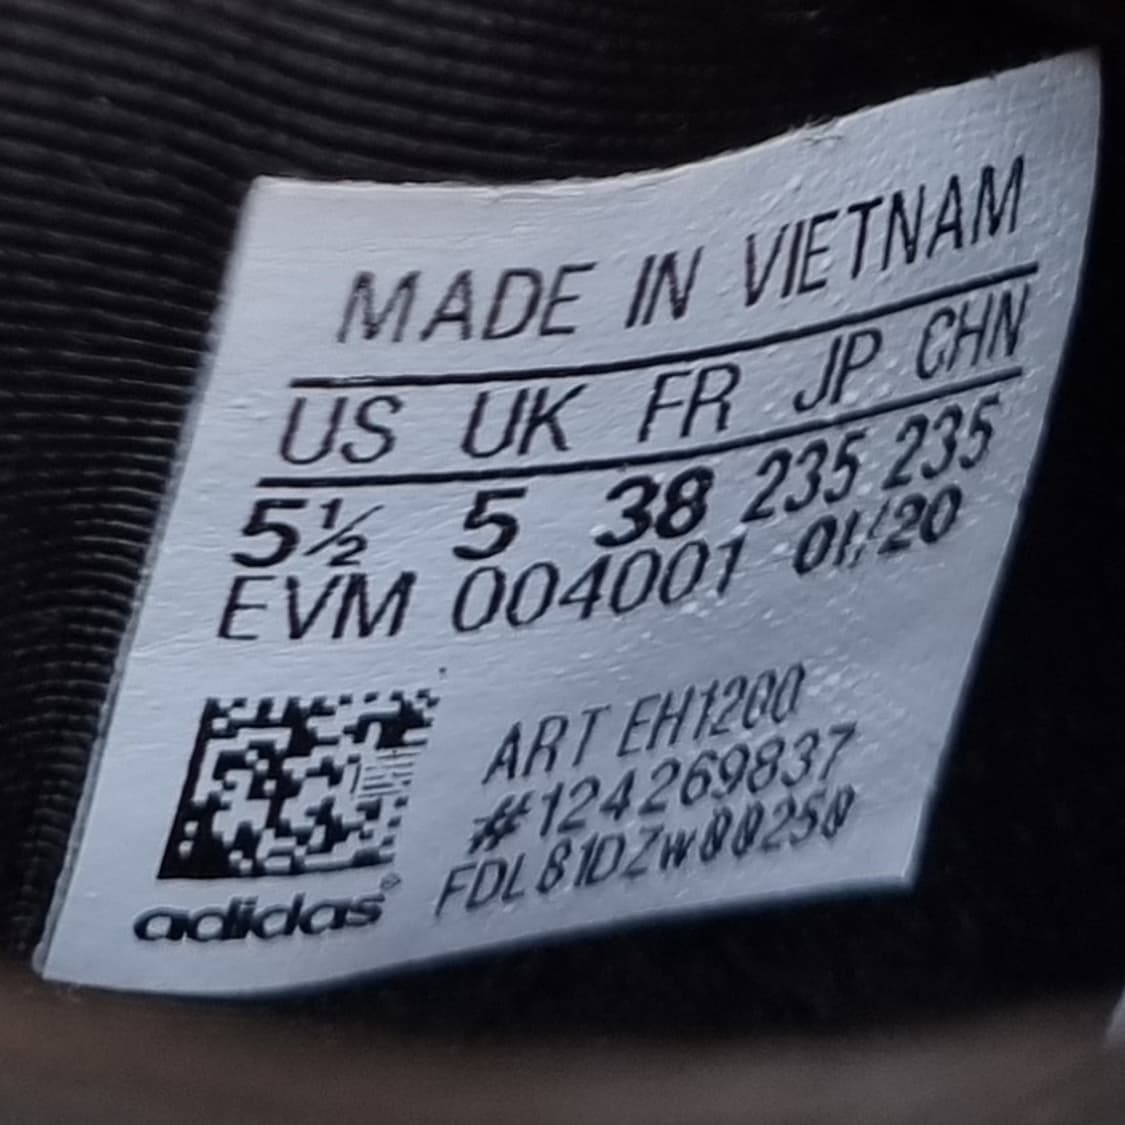 MADE IN VIETNAM
US UK FR JP CHN
5½ 5 38 235 235
EVM 004001 01/20
ART EH1200
#124269837
FDL81DZw00250
adidas®